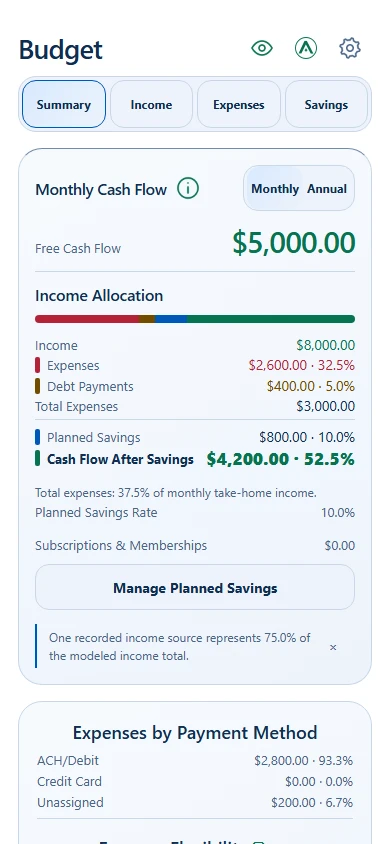 Budget
Summary
Income
Expenses
Savings
Monthly Cash Flow
Monthly Annual
Free Cash Flow $5,000.00
Income Allocation
Income $8,000.00
Expenses $2,600.00 · 32.5%
Debt Payments $400.00 · 5.0%
Total Expenses $3,000.00
Planned Savings $800.00 · 10.0%
Cash Flow After Savings $4,200.00 · 52.5%
Total expenses: 37.5% of monthly take-home income.
Planned Savings Rate 10.0%
Subscriptions & Memberships $0.00
Manage Planned Savings
One recorded income source represents 75.0% of
the modeled income total.
×
Expenses by Payment Method
ACH/Debit $2,800.00 · 93.3%
Credit Card $0.00 · 0.0%
Unassigned $200.00 · 6.7%